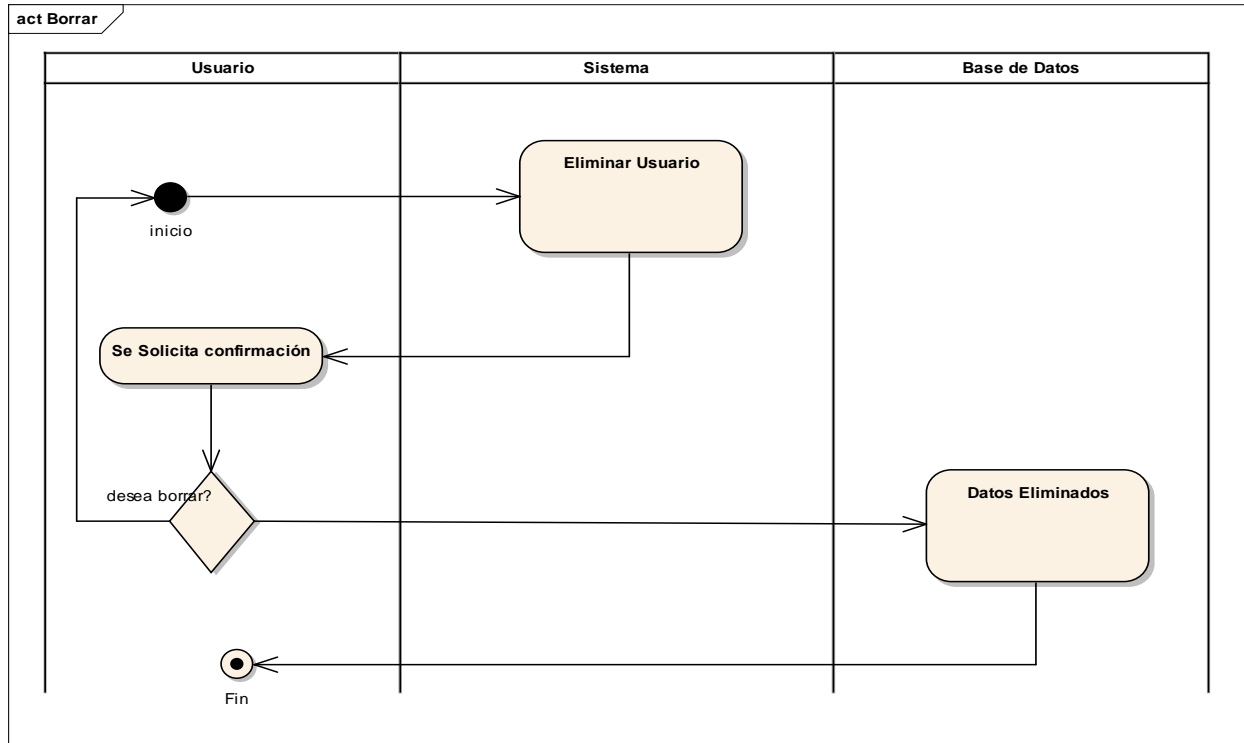 act Borrar
Usuario
Sistema
Base de Datos
Eliminar Usuario
inicio
Se Solicita confirmación
desea borrar?
Datos Eliminados
Fin